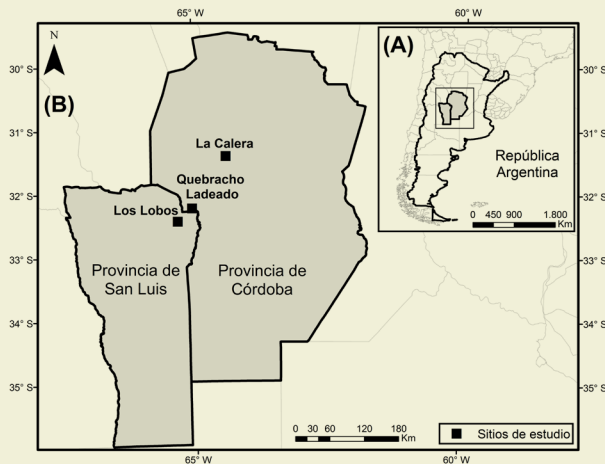 65° W
60° W
N
(A)
30° S
30° S
(B)
31° S
31° S
La Calera
República
Argentina
Quebracho
Ladeado
32° S
32° S
Los Lobos
0 450 900 1.800
Km
33° S
33° S
Provincia de
San Luis
Provincia de
Córdoba
34° S
34° S
35° S
35° S
0 30 60 120 180
Km
Sitios de estudio
65° W
60° W